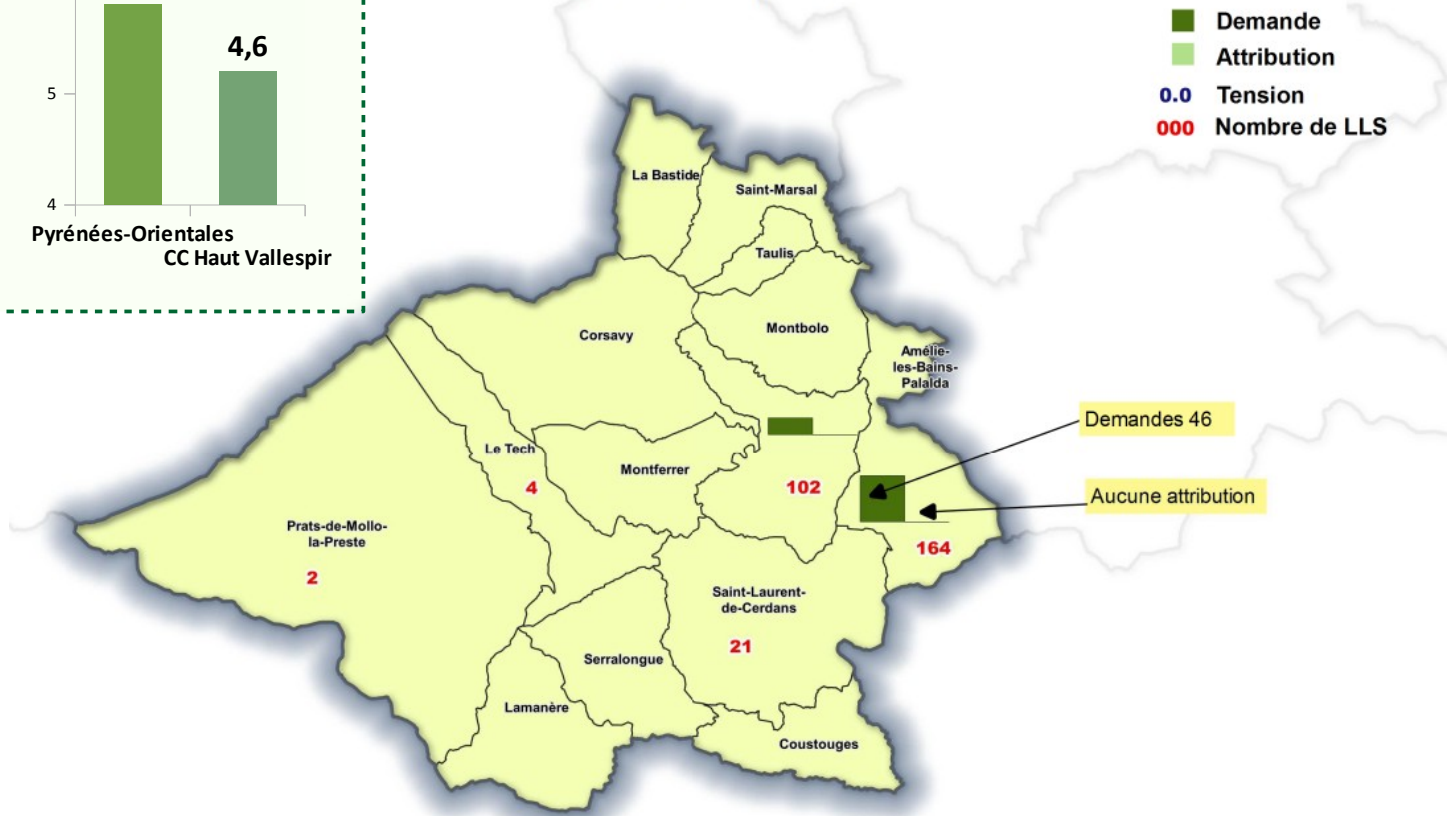 4,6
5
4
Pyrénées-Orientales
CC Haut Vallespir
Demande
Attribution
0.0 Tension
000 Nombre de LLS
La Bastide
Saint-Marsal
Taulis
Corsavy
Montbolo
Amélie-
les-Bains-
Palalda
Demandes 46
Le Tech
4
Montferrer
102
Aucune attribution
Prats-de-Mollo-
la-Preste
2
164
Saint-Laurent-
de-Cerdans
21
Serralongue
Lamanère
Coustouges